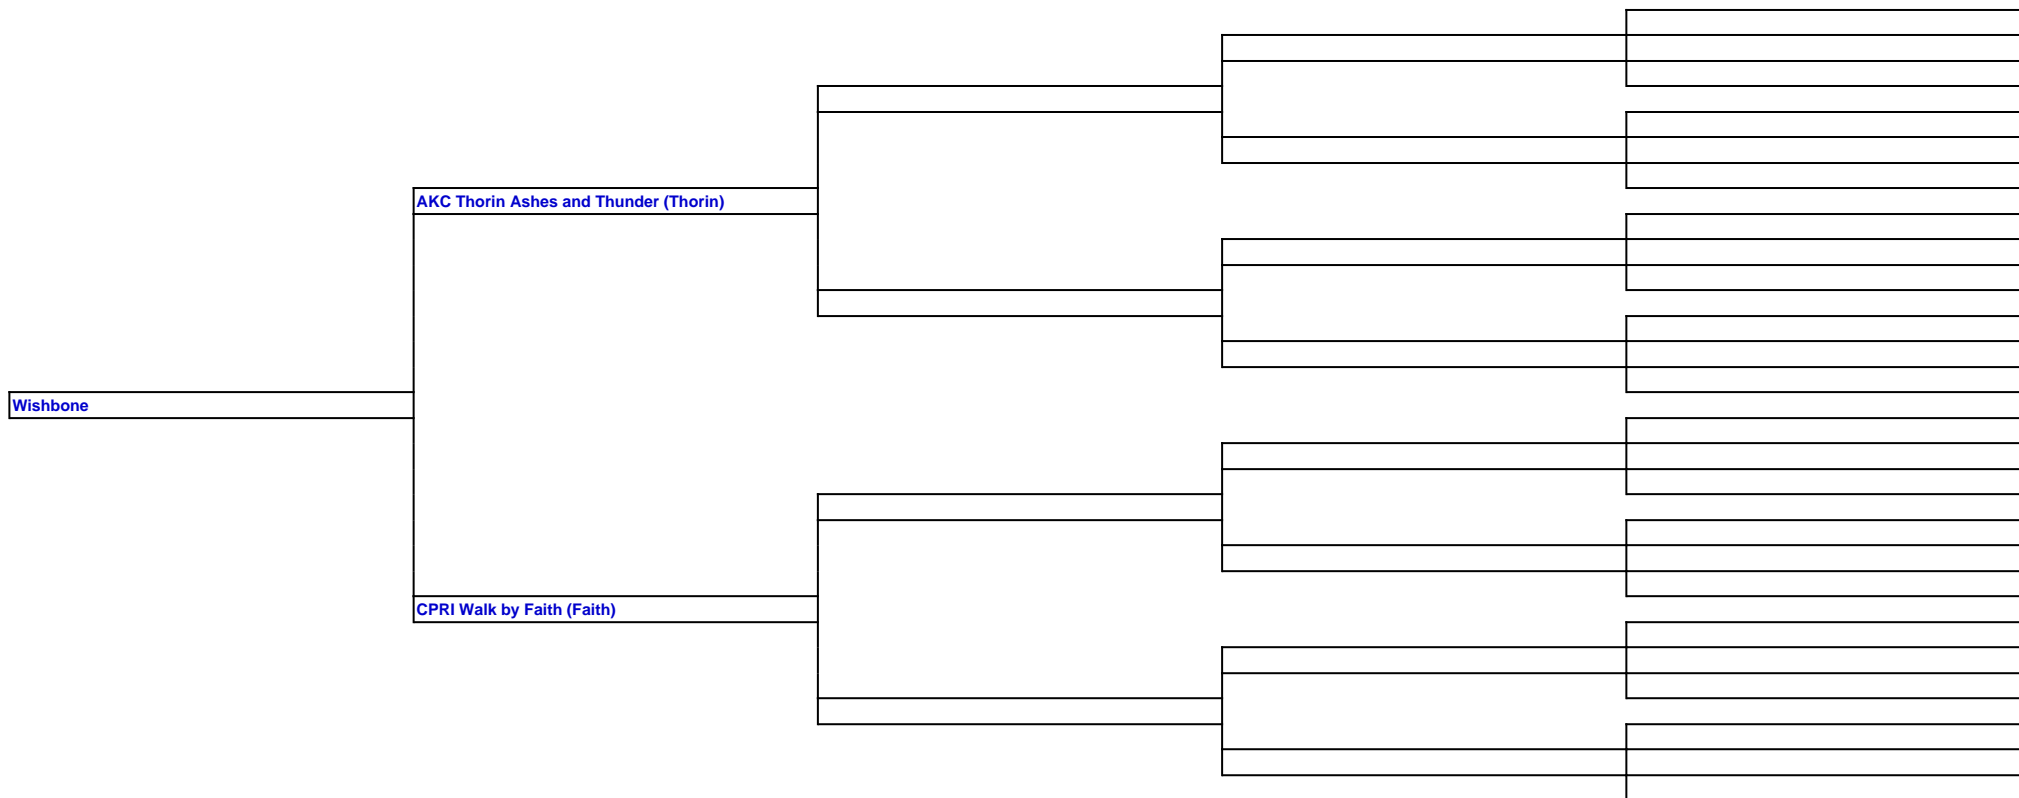 AKC Thorin Ashes and Thunder (Thorin)
Wishbone
CPRI Walk by Faith (Faith)